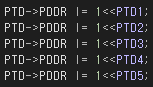 PTD->PDDR |= 1<<PTD1;
PTD->PDDR |= 1<<PTD2;
PTD->PDDR |= 1<<PTD3;
PTD->PDDR |= 1<<PTD4;
PTD->PDDR |= 1<<PTD5;